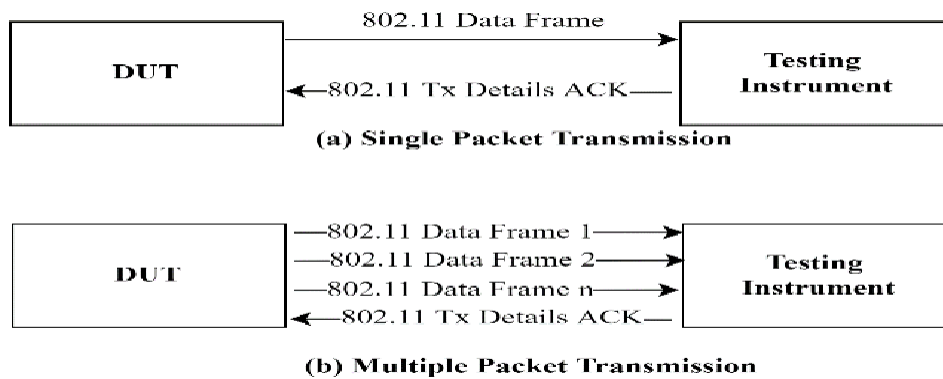 802.11 Data Frame
DUT
Testing
Instrument
802.11 Tx Details ACK
(a) Single Packet Transmission
802.11 Data Frame 1
802.11 Data Frame 2
DUT
Testing
Instrument
802.11 Data Frame n
802.11 Tx Details ACK
(b) Multiple Packet Transmission